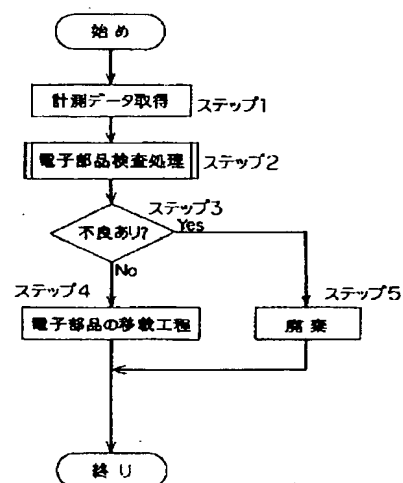 始め
計測データ取得
ステップ1
電子部品検査処理
ステップ2
ステップ3
不良あり?
Yes
No
ステップ4
ステップ5
電子部品の移載工程
廃棄
終り